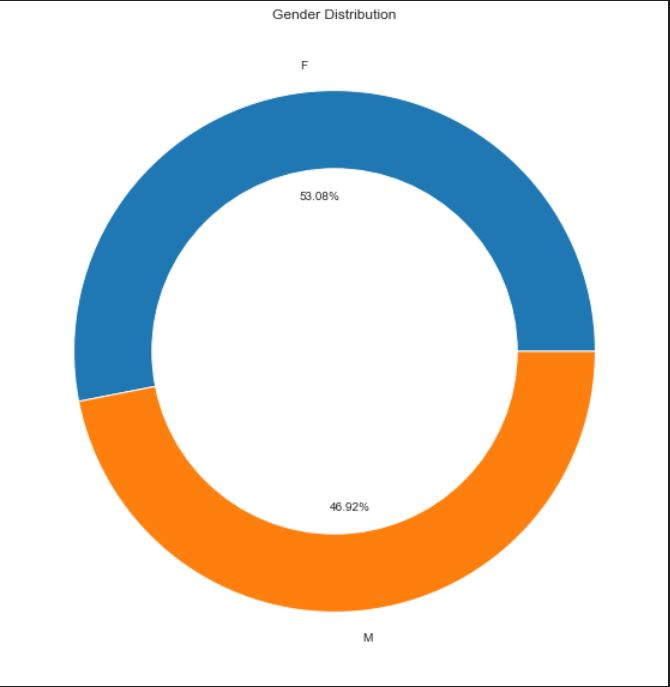 Gender Distribution
F
53.08%
46.92%
M